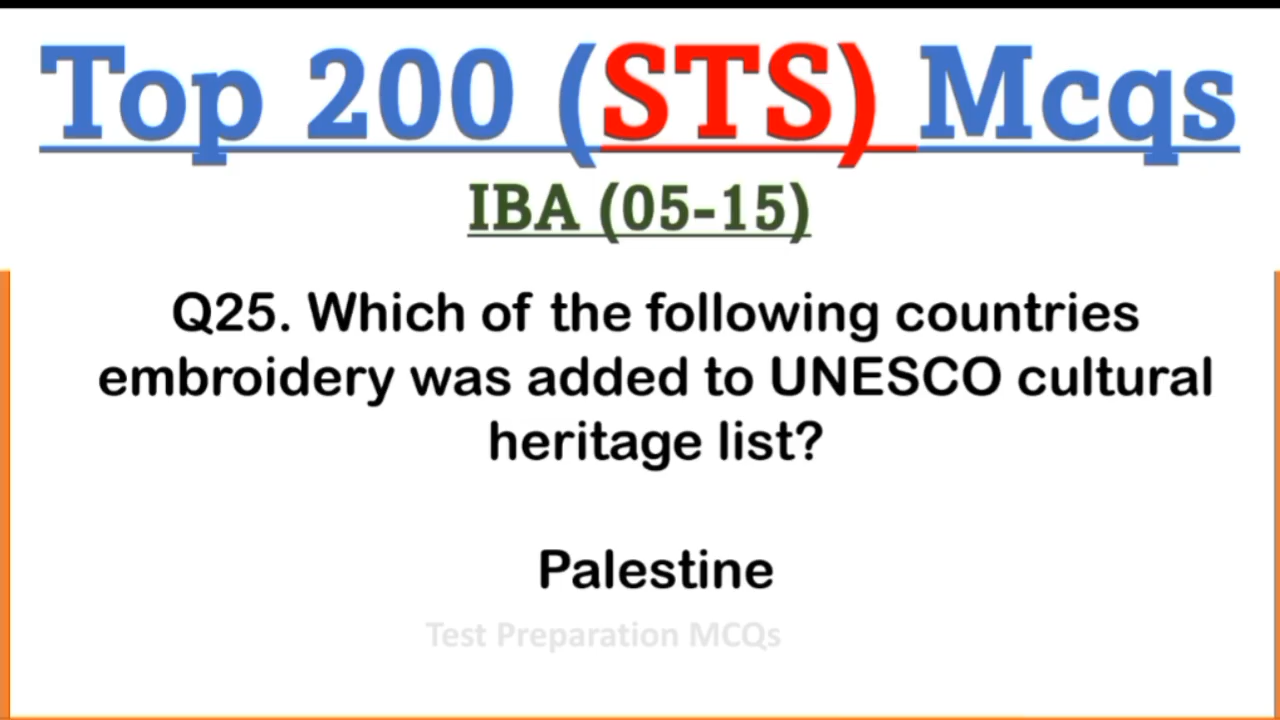 Top 200 (STS) Mcqs
IBA (05-15)
Q25. Which of the following countries
embroidery was added to UNESCO cultural
heritage list?
Palestine
Test Preparation MCQs